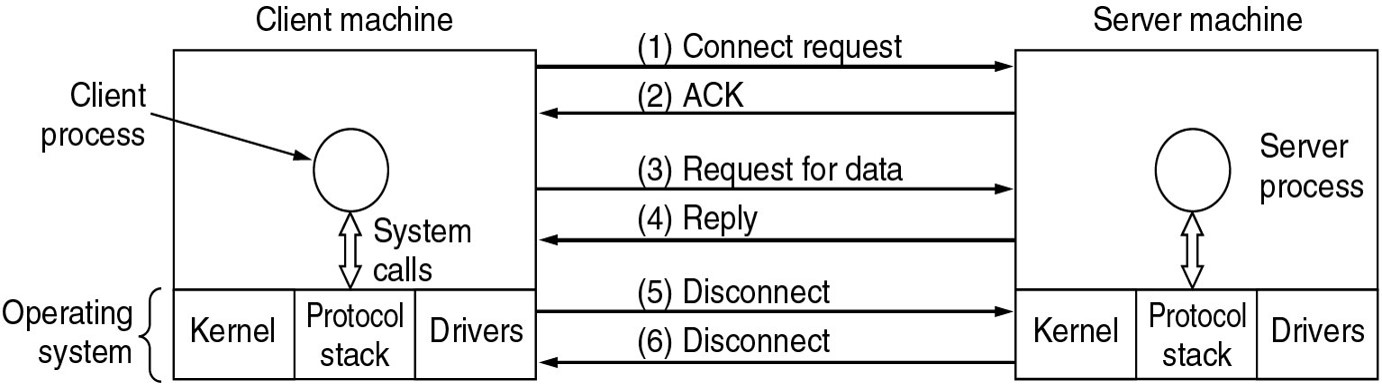 Client machine
Server machine
(1) Connect request
(2) ACK
Client
process
(3) Request for data
Server
process
(4) Reply
System
calls
(5) Disconnect
Operating
system
Kernel
Protocol
stack
Drivers
(6) Disconnect
Kernel
Protocol
stack
Drivers